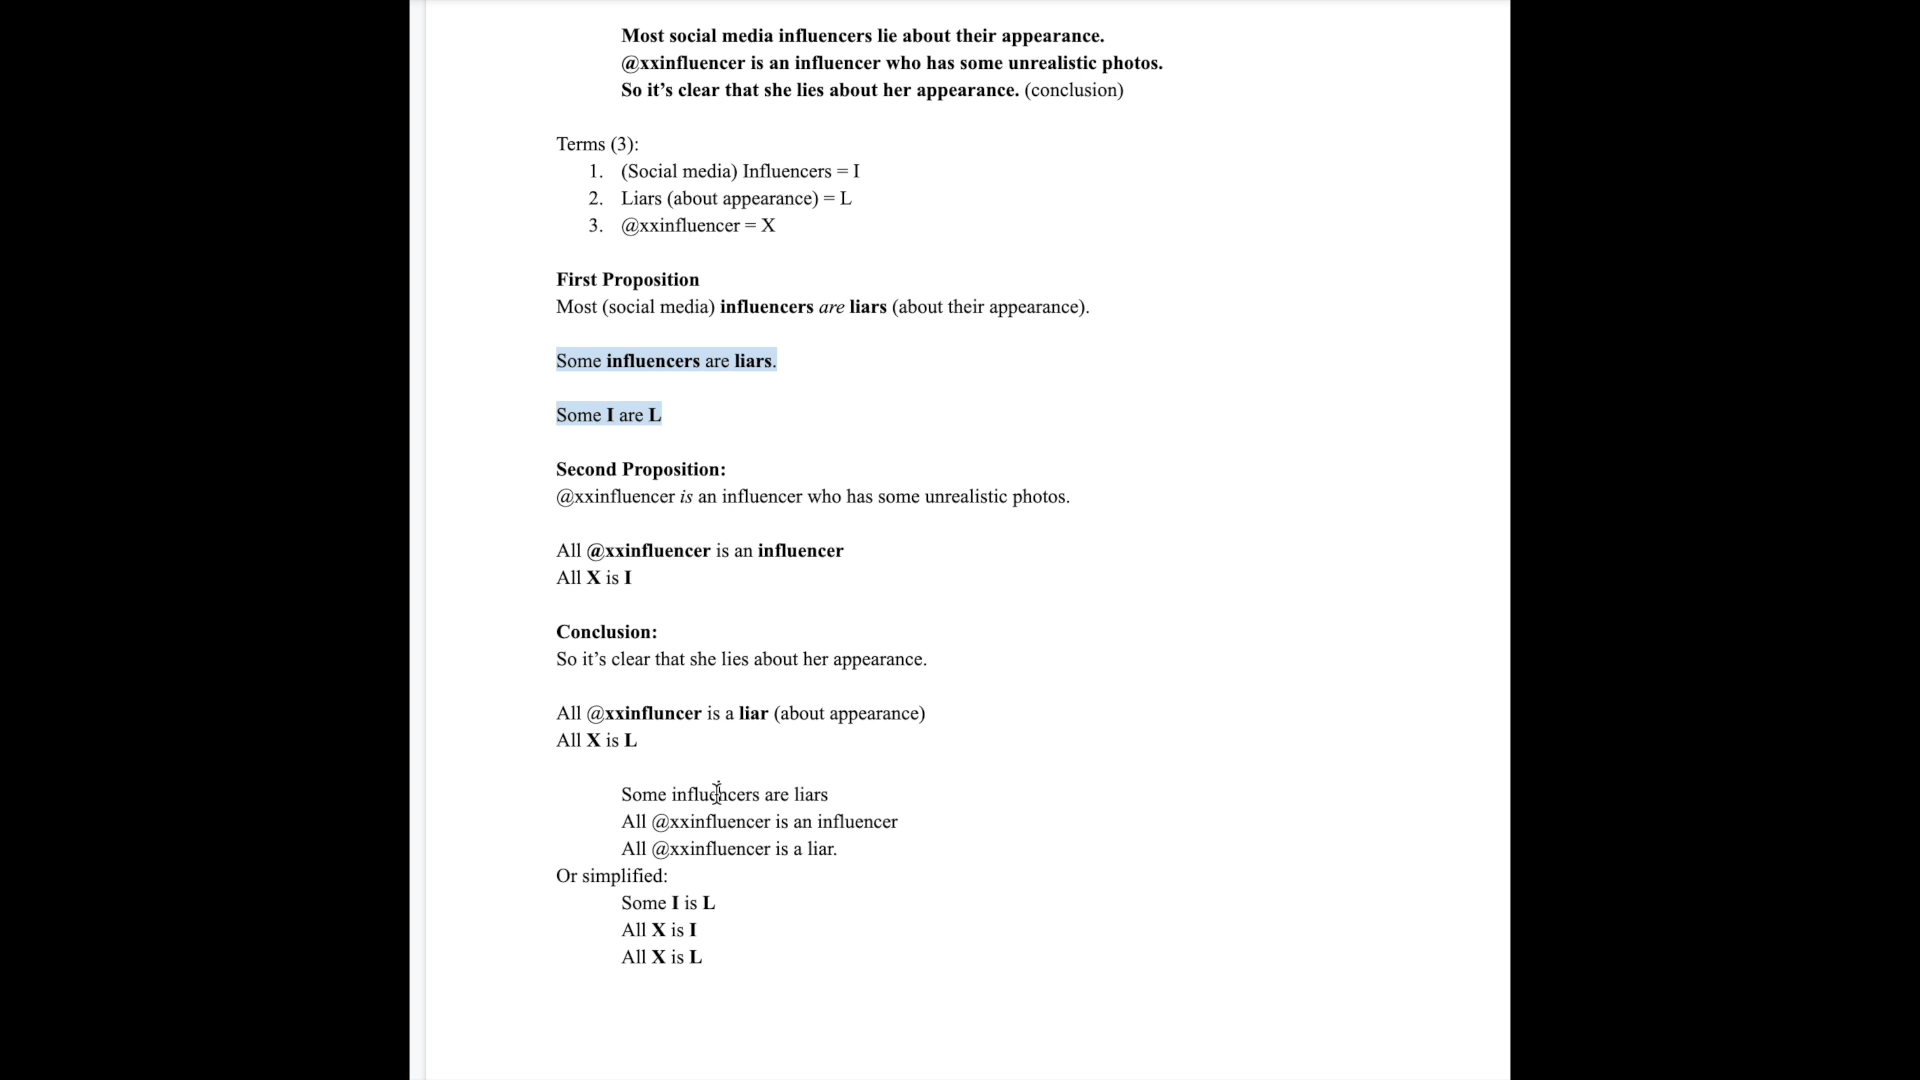 Most social media influencers lie about their appearance.
@xxinfluencer is an influencer who has some unrealistic photos.
So it’s clear that she lies about her appearance. (conclusion)
Terms (3):
1. (Social media) Influencers = I
2. Liars (about appearance) = L
3. @xxinfluencer = X
First Proposition
Most (social media) influencers are liars (about their appearance).
Some influencers are liars.
Some I are L
Second Proposition:
@xxinfluencer is an influencer who has some unrealistic photos.
All @xxinfluencer is an influencer
All X is I
Conclusion:
So it’s clear that she lies about her appearance.
All @xxinfluncer is a liar (about appearance)
All X is L
Some influencers are liars
All @xxinfluencer is an influencer
All @xxinfluencer is a liar.
Or simplified:
Some I is L
All X is I
All X is L